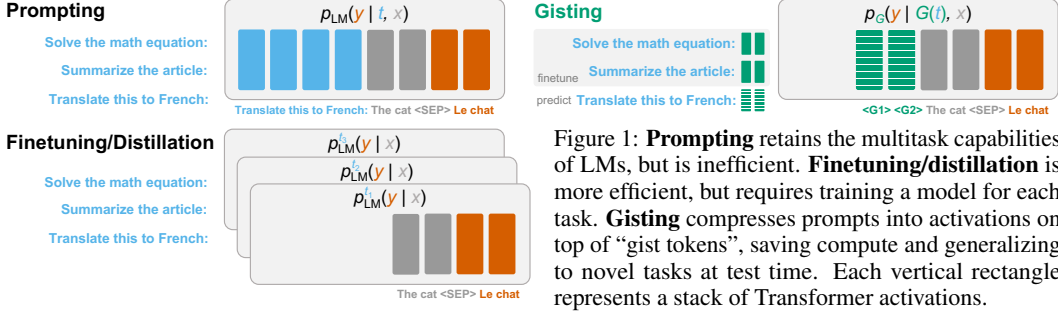 Prompting
p_LM(y | t, x)
Solve the math equation:
Summarize the article:
Translate this to French:
Translate this to French: The cat <SEP> Le chat
Finetuning/Distillation
p^{t_3}_LM(y | x)
p^{t_2}_LM(y | x)
p^{t_1}_LM(y | x)
Solve the math equation:
Summarize the article:
Translate this to French:
The cat <SEP> Le chat
Gisting
p_G(y | G(t), x)
Solve the math equation:
finetune Summarize the article:
predict Translate this to French:
<G1> <G2> The cat <SEP> Le chat
Figure 1: Prompting retains the multitask capabilities
of LMs, but is inefficient. Finetuning/distillation is
more efficient, but requires training a model for each
task. Gisting compresses prompts into activations on
top of “gist tokens”, saving compute and generalizing
to novel tasks at test time. Each vertical rectangle
represents a stack of Transformer activations.